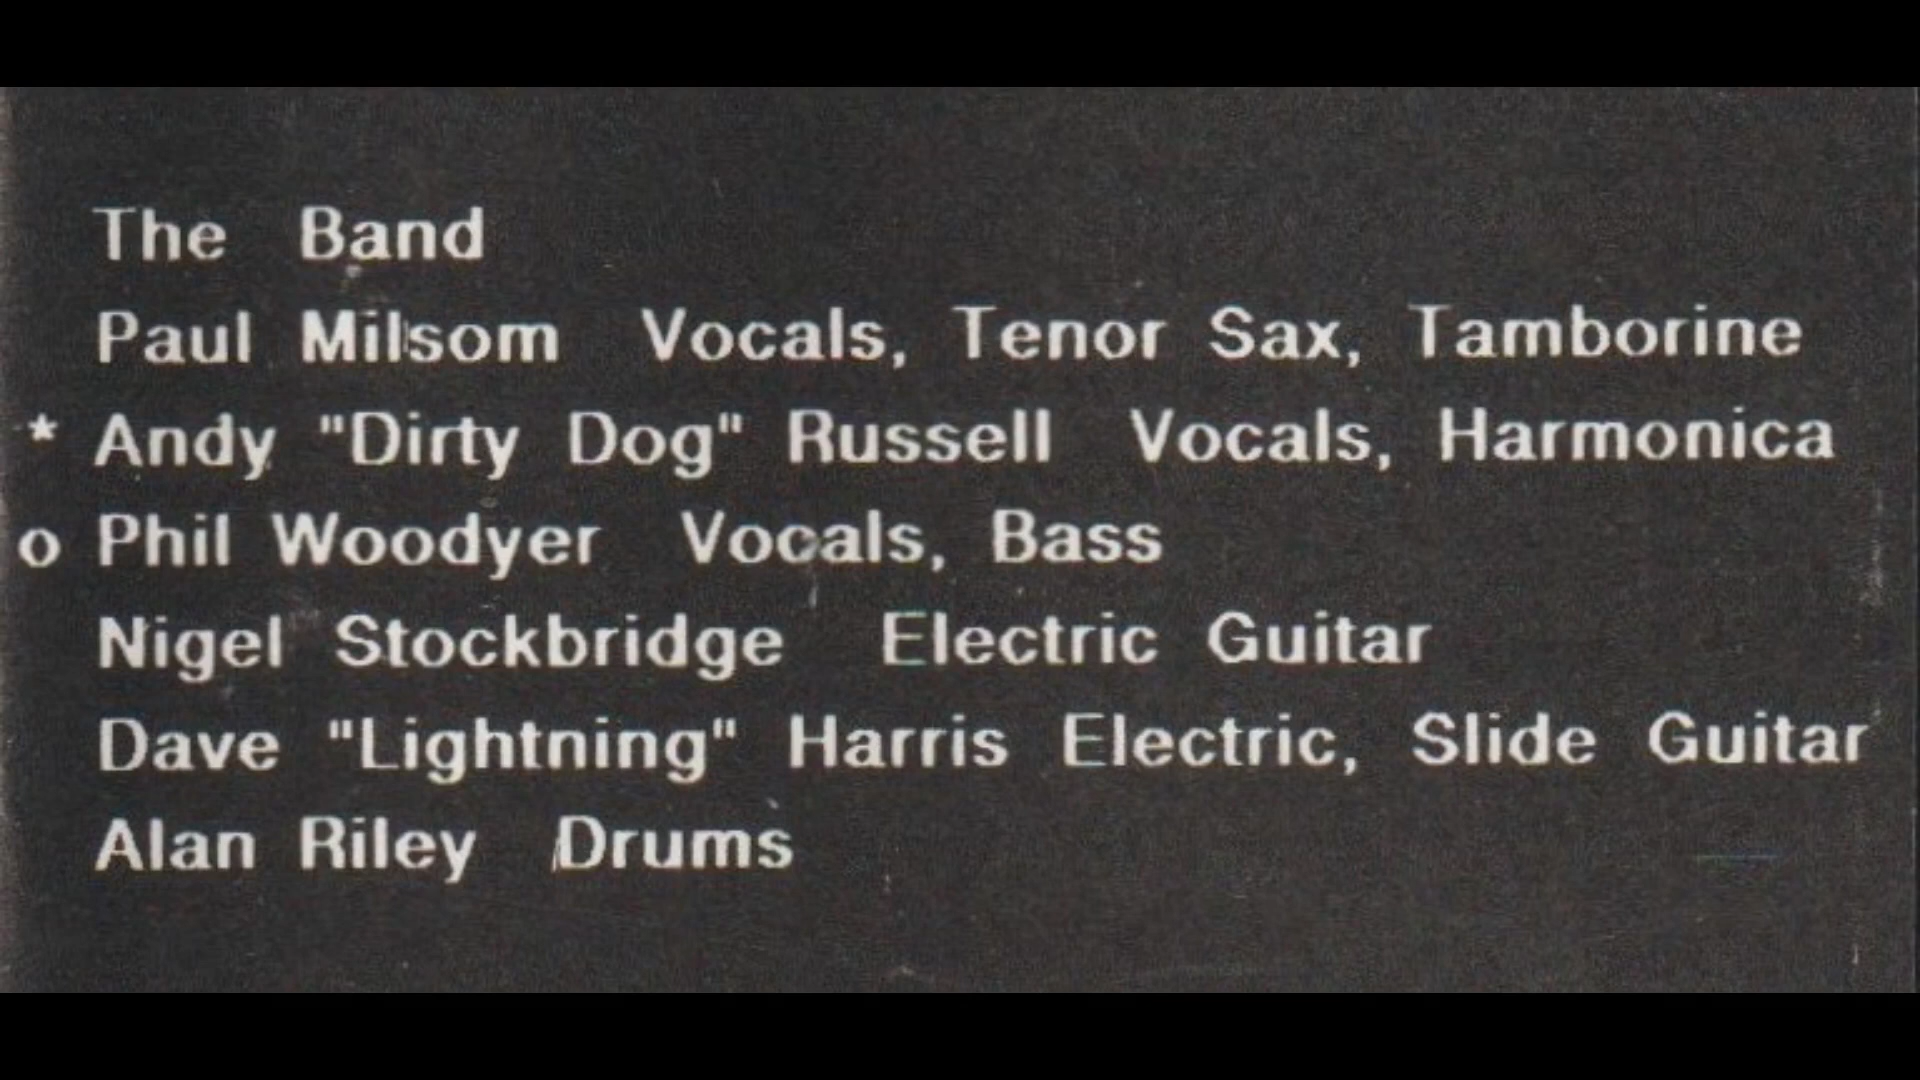 The Band
Paul Milsom Vocals, Tenor Sax, Tamborine
* Andy "Dirty Dog" Russell Vocals, Harmonica
o Phil Woodyer Vocals, Bass
Nigel Stockbridge Electric Guitar
Dave "Lightning" Harris Electric, Slide Guitar
Alan Riley Drums